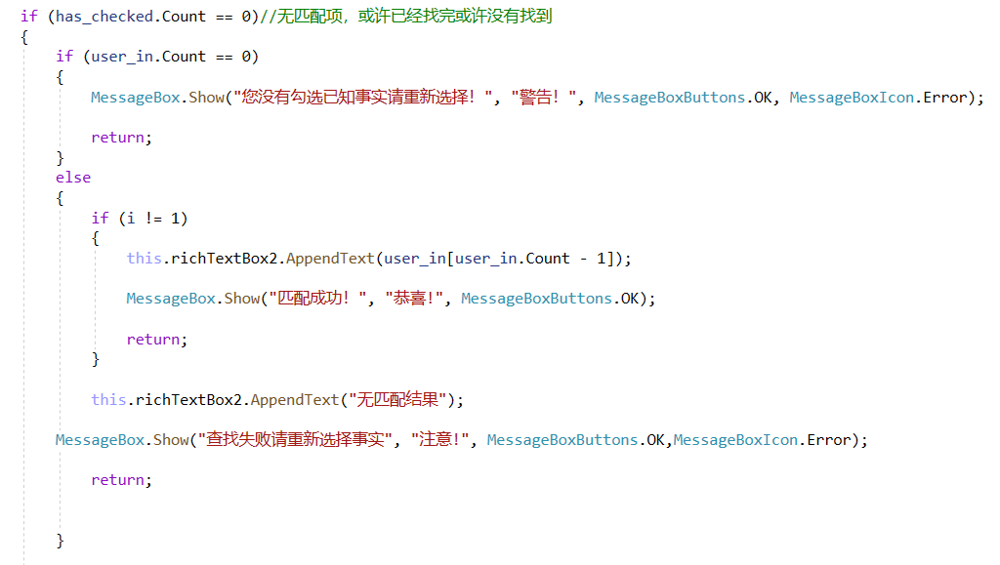 if (has_checked.Count == 0)//无匹配项，或许已经找完或许没有找到
{
if (user_in.Count == 0)
{
MessageBox.Show("您没有勾选已知事实请重新选择！", "警告！", MessageBoxButtons.OK, MessageBoxIcon.Error);
return;
}
else
{
if (i != 1)
{
this.richTextBox2.AppendText(user_in[user_in.Count - 1]);
MessageBox.Show("匹配成功！", "恭喜!", MessageBoxButtons.OK);
return;
}
this.richTextBox2.AppendText("无匹配结果");
MessageBox.Show("查找失败请重新选择事实", "注意!", MessageBoxButtons.OK,MessageBoxIcon.Error);
return;
}